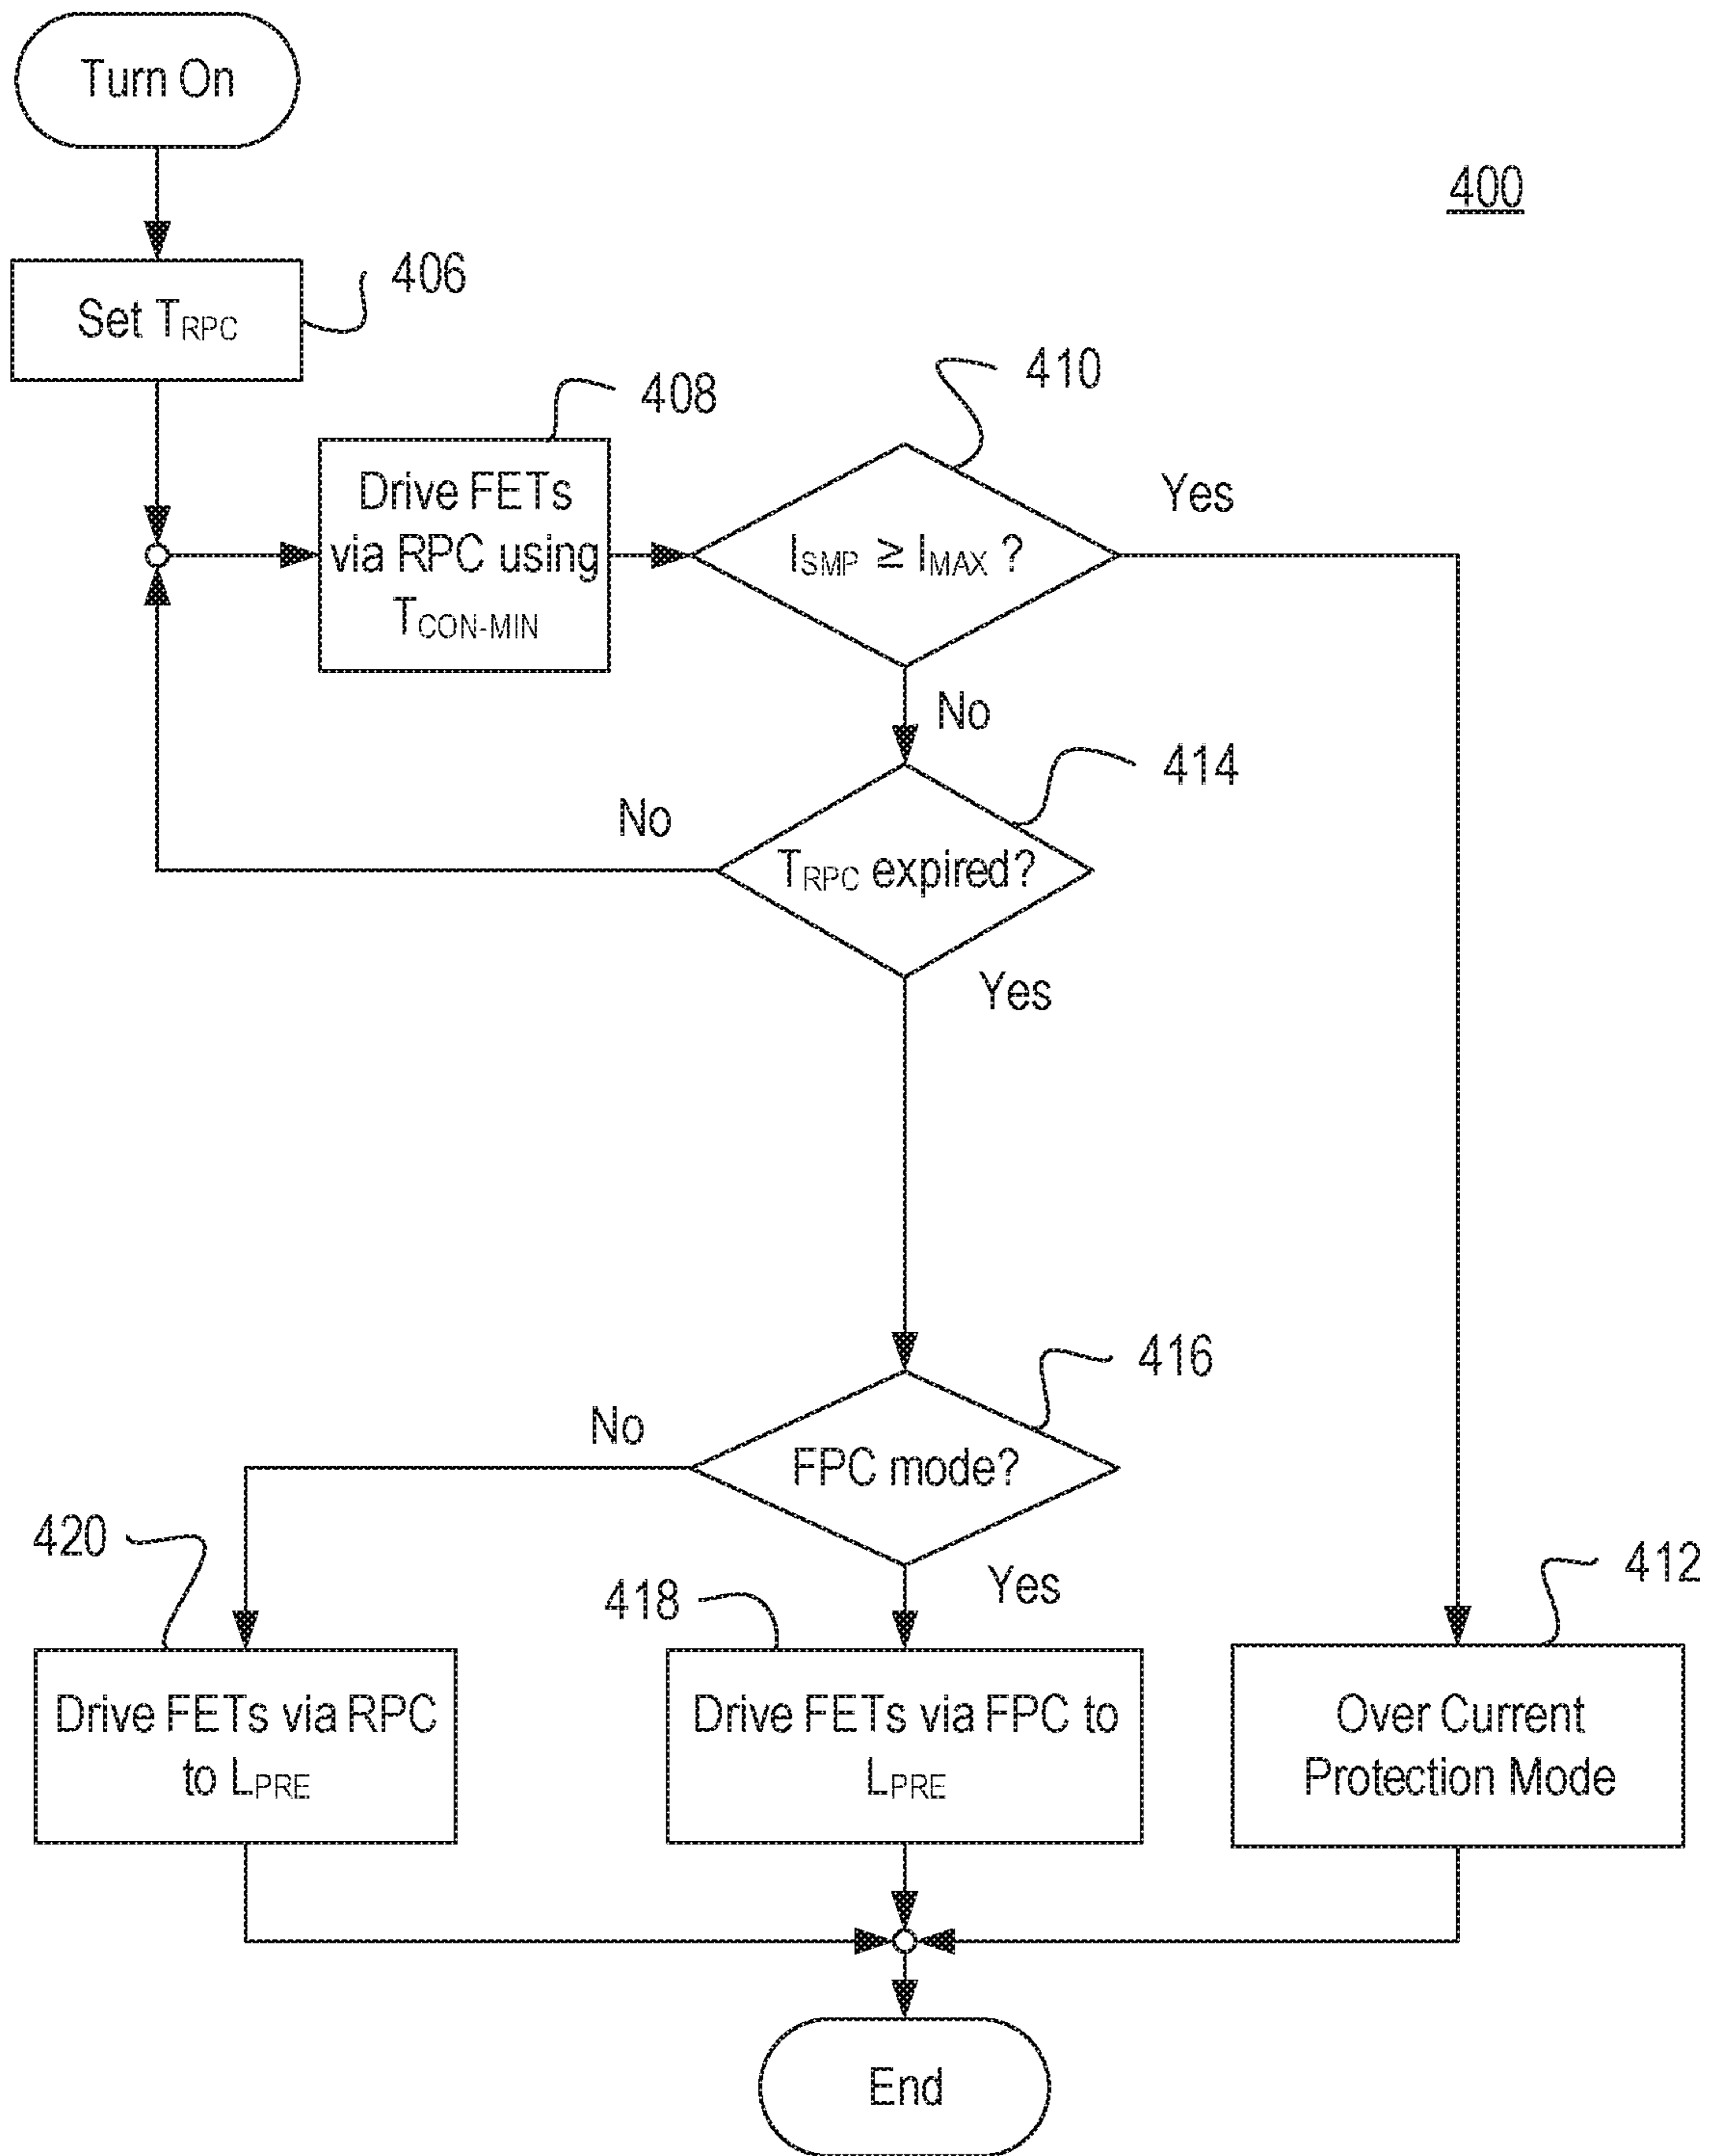 Turn On
400
406
Set TRPC
410
408
Drive FETs
via RPC using
TCON-MIN
ISMP ≥ IMAX ?
Yes
No
414
No
TRPC expired?
Yes
416
No
FPC mode?
420
Yes
418
412
Drive FETs via RPC
to LPRE
Drive FETs via FPC to
LPRE
Over Current
Protection Mode
End